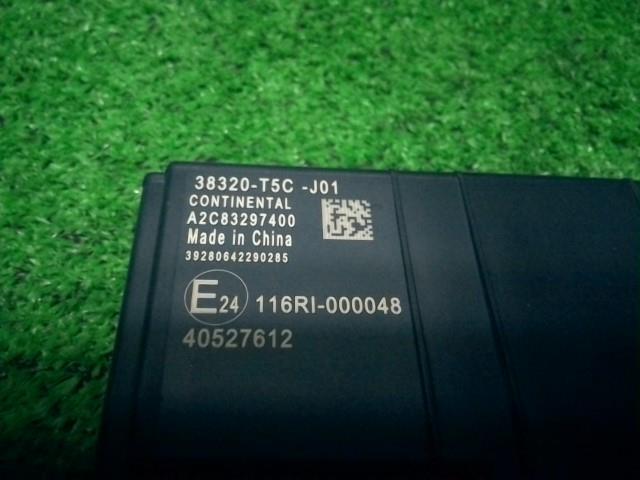 38320-T5C -J01
CONTINENTAL
A2C83297400
Made in China
39280642290285
E24 116RI-000048
40527612